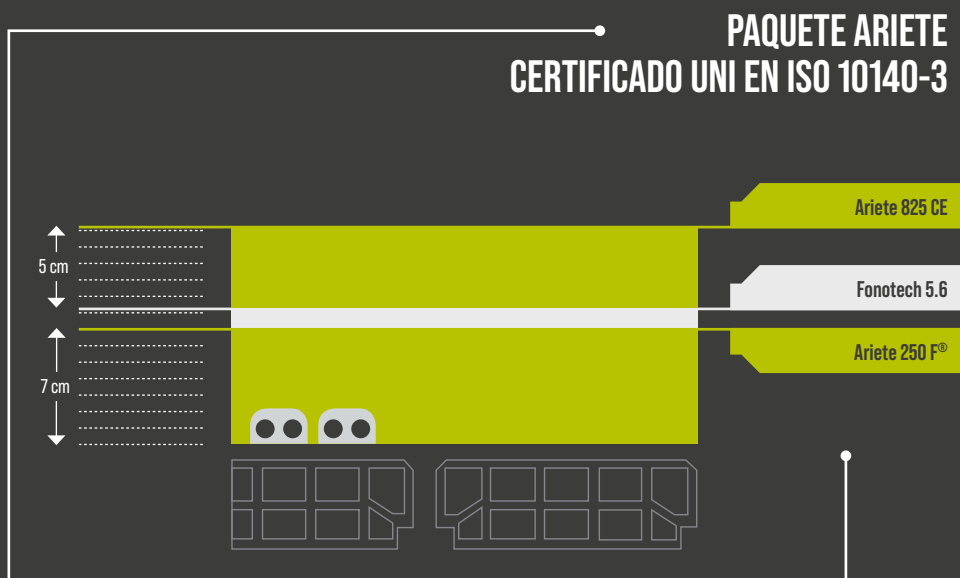 PAQUETE ARIETE
CERTIFICADO UNI EN ISO 10140-3
Ariete 825 CE
5 cm
Fonotech 5.6
Ariete 250 F®
7 cm